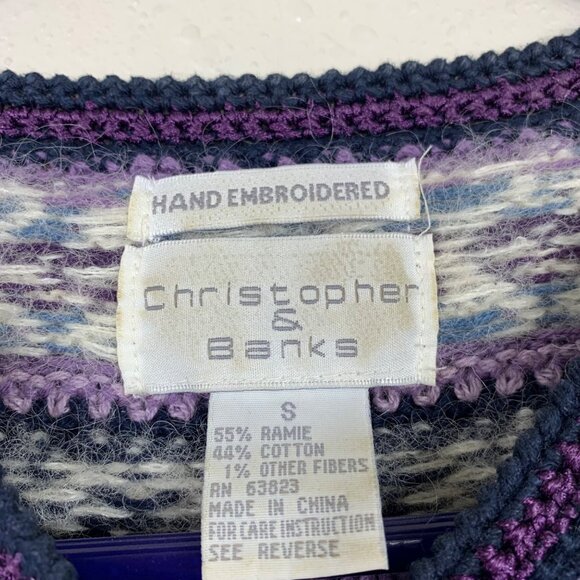 HAND EMBROIDERED
Christopher
&
Banks
S
55% RAMIE
44% COTTON
1% OTHER FIBERS
RN 63823
MADE IN CHINA
FOR CARE INSTRUCTION
SEE REVERSE